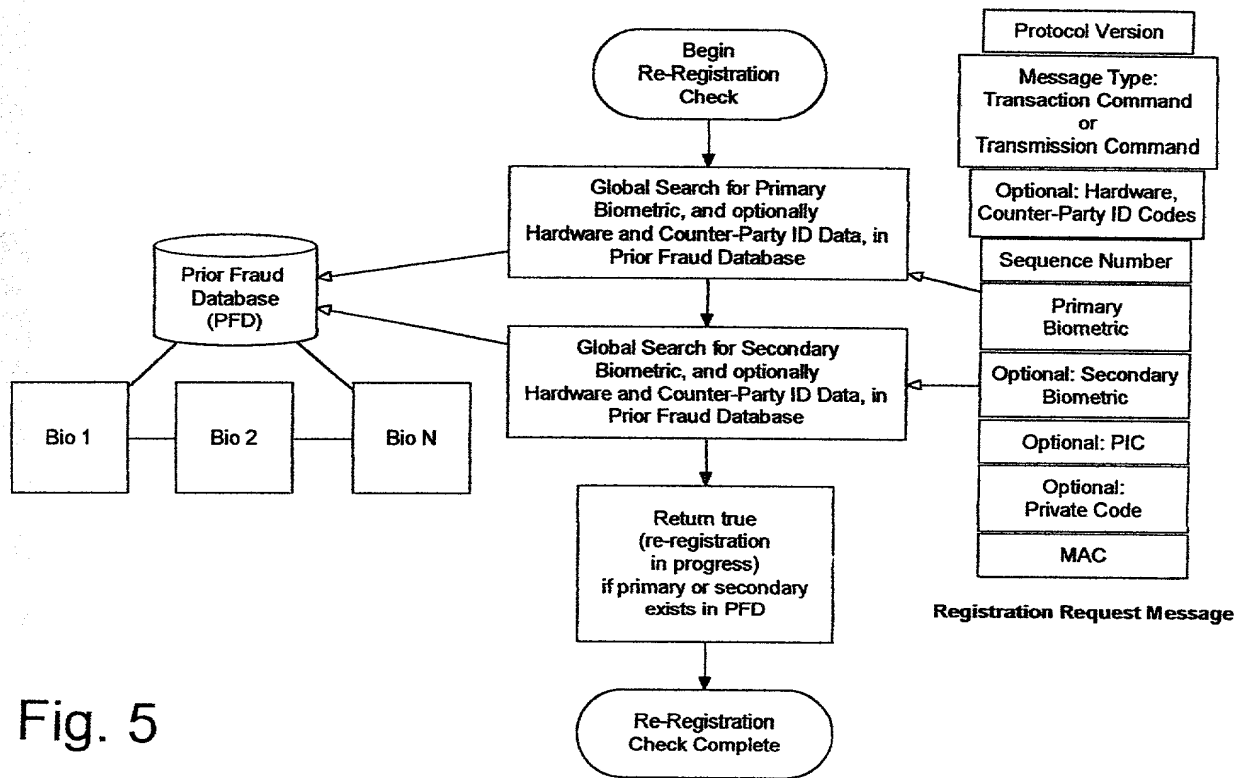 Begin
Re-Registration
Check
Global Search for Primary
Biometric, and optionally
Hardware and Counter-Party ID Data, in
Prior Fraud Database
Prior Fraud
Database
(PFD)
Global Search for Secondary
Biometric, and optionally
Hardware and Counter-Party ID Data, in
Prior Fraud Database
Bio 1
Bio 2
Bio N
Return true
(re-registration
in progress)
if primary or secondary
exists in PFD
Re-Registration
Check Complete
Protocol Version
Message Type:
Transaction Command
or
Transmission Command
Optional: Hardware,
Counter-Party ID Codes
Sequence Number
Primary
Biometric
Optional: Secondary
Biometric
Optional: PIC
Optional:
Private Code
MAC
Registration Request Message
Fig. 5